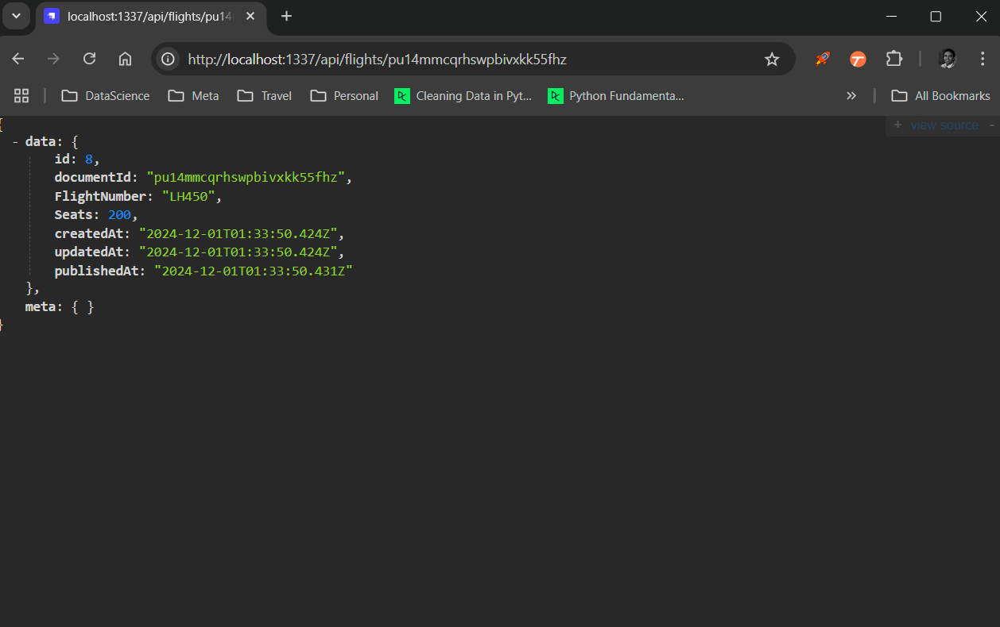 localhost:1337/api/flights/pu14
http://localhost:1337/api/flights/pu14mmcqrhswpbivxkk55fhz
DataScience Meta Travel Personal Cleaning Data in Pyt... Python Fundamenta... » All Bookmarks
{
+ view source -
- data: {
id: 8,
documentId: "pu14mmcqrhswpbivxkk55fhz",
FlightNumber: "LH450",
Seats: 200,
createdAt: "2024-12-01T01:33:50.424Z",
updatedAt: "2024-12-01T01:33:50.424Z",
publishedAt: "2024-12-01T01:33:50.431Z"
},
meta: { }
}